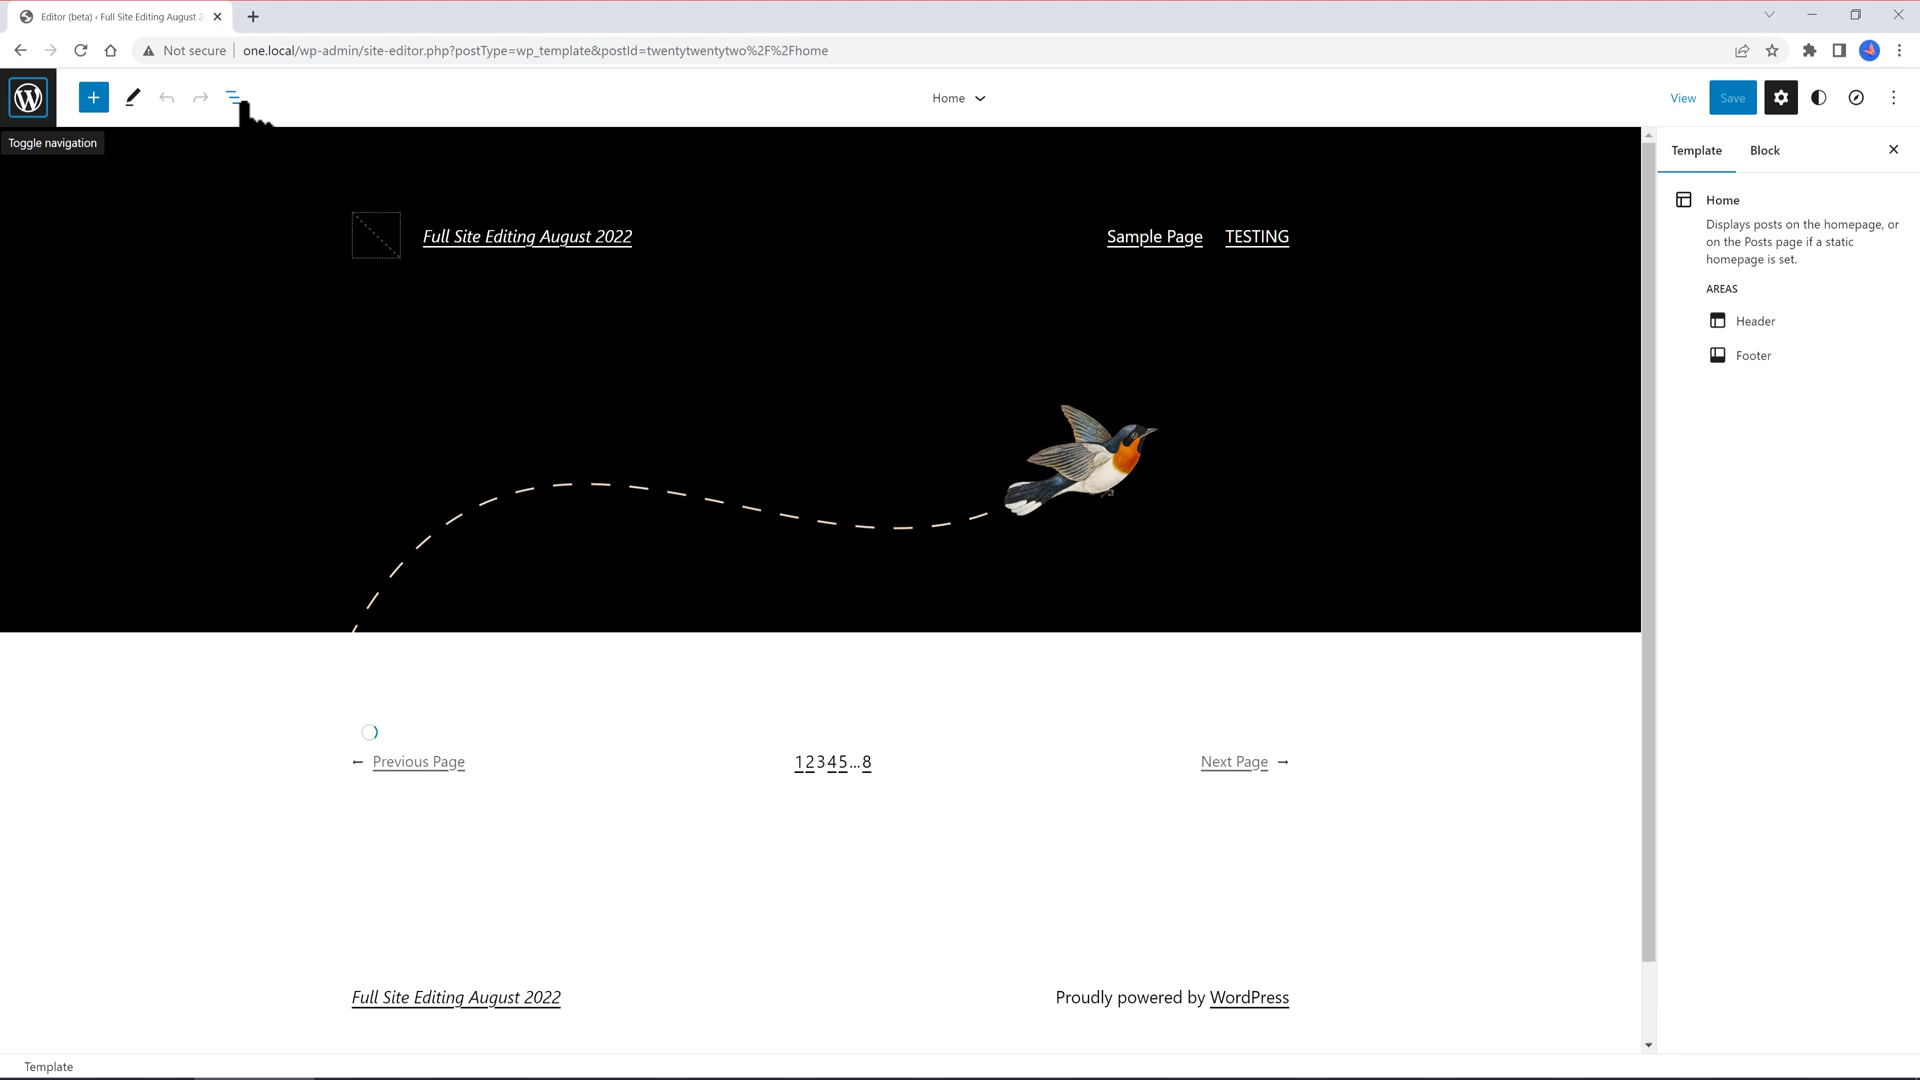 Editor (beta) ‹ Full Site Editing August 2
Not secure
one.local/wp-admin/site-editor.php?postType=wp_template&postId=twentytwentytwo%2F%2Fhome
Home
View
Save
Toggle navigation
Full Site Editing August 2022
Sample Page
TESTING
← Previous Page
12345...8
Next Page →
Full Site Editing August 2022
Proudly powered by WordPress
Template
Block
Home
Displays posts on the homepage, or
on the Posts page if a static
homepage is set.
AREAS
Header
Footer
Template